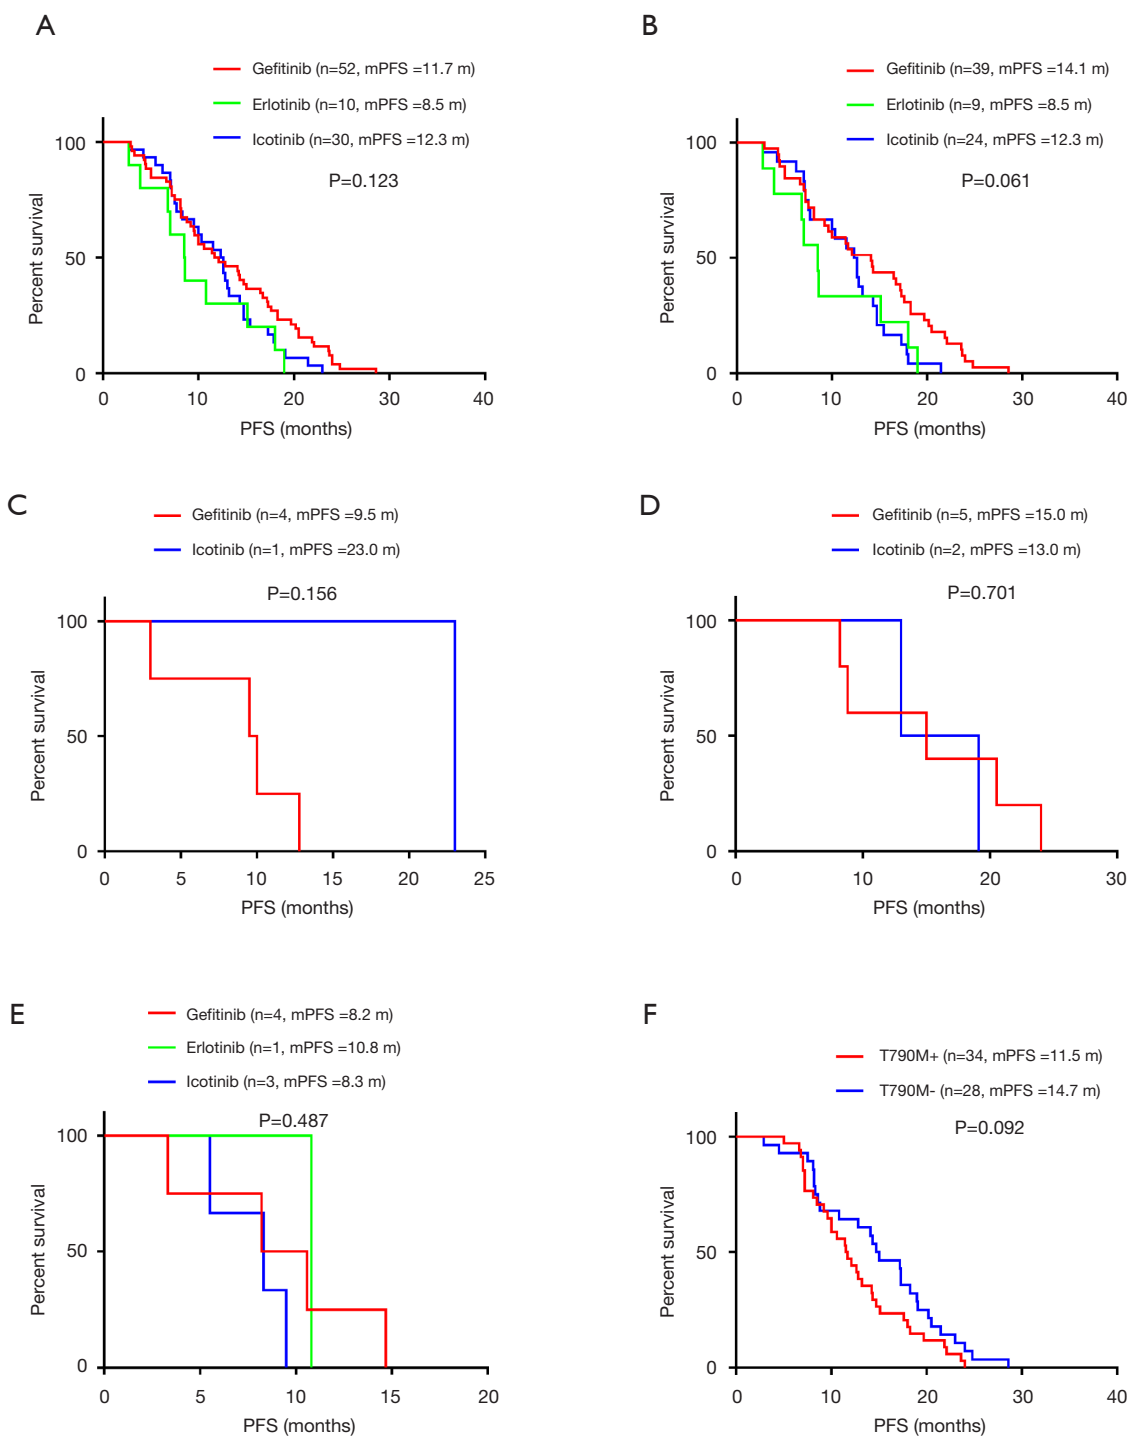 A
Gefitinib (n=52, mPFS =11.7 m)
Erlotinib (n=10, mPFS =8.5 m)
Icotinib (n=30, mPFS =12.3 m)
P=0.123
Percent survival
100
50
0
0 10 20 30 40
PFS (months)
B
Gefitinib (n=39, mPFS =14.1 m)
Erlotinib (n=9, mPFS =8.5 m)
Icotinib (n=24, mPFS =12.3 m)
P=0.061
Percent survival
100
50
0
0 10 20 30 40
PFS (months)
C
Gefitinib (n=4, mPFS =9.5 m)
Icotinib (n=1, mPFS =23.0 m)
P=0.156
Percent survival
100
50
0
0 5 10 15 20 25
PFS (months)
D
Gefitinib (n=5, mPFS =15.0 m)
Icotinib (n=2, mPFS =13.0 m)
P=0.701
Percent survival
100
50
0
0 10 20 30
PFS (months)
E
Gefitinib (n=4, mPFS =8.2 m)
Erlotinib (n=1, mPFS =10.8 m)
Icotinib (n=3, mPFS =8.3 m)
P=0.487
Percent survival
100
50
0
0 5 10 15 20
PFS (months)
F
T790M+ (n=34, mPFS =11.5 m)
T790M- (n=28, mPFS =14.7 m)
P=0.092
Percent survival
100
50
0
0 10 20 30 40
PFS (months)